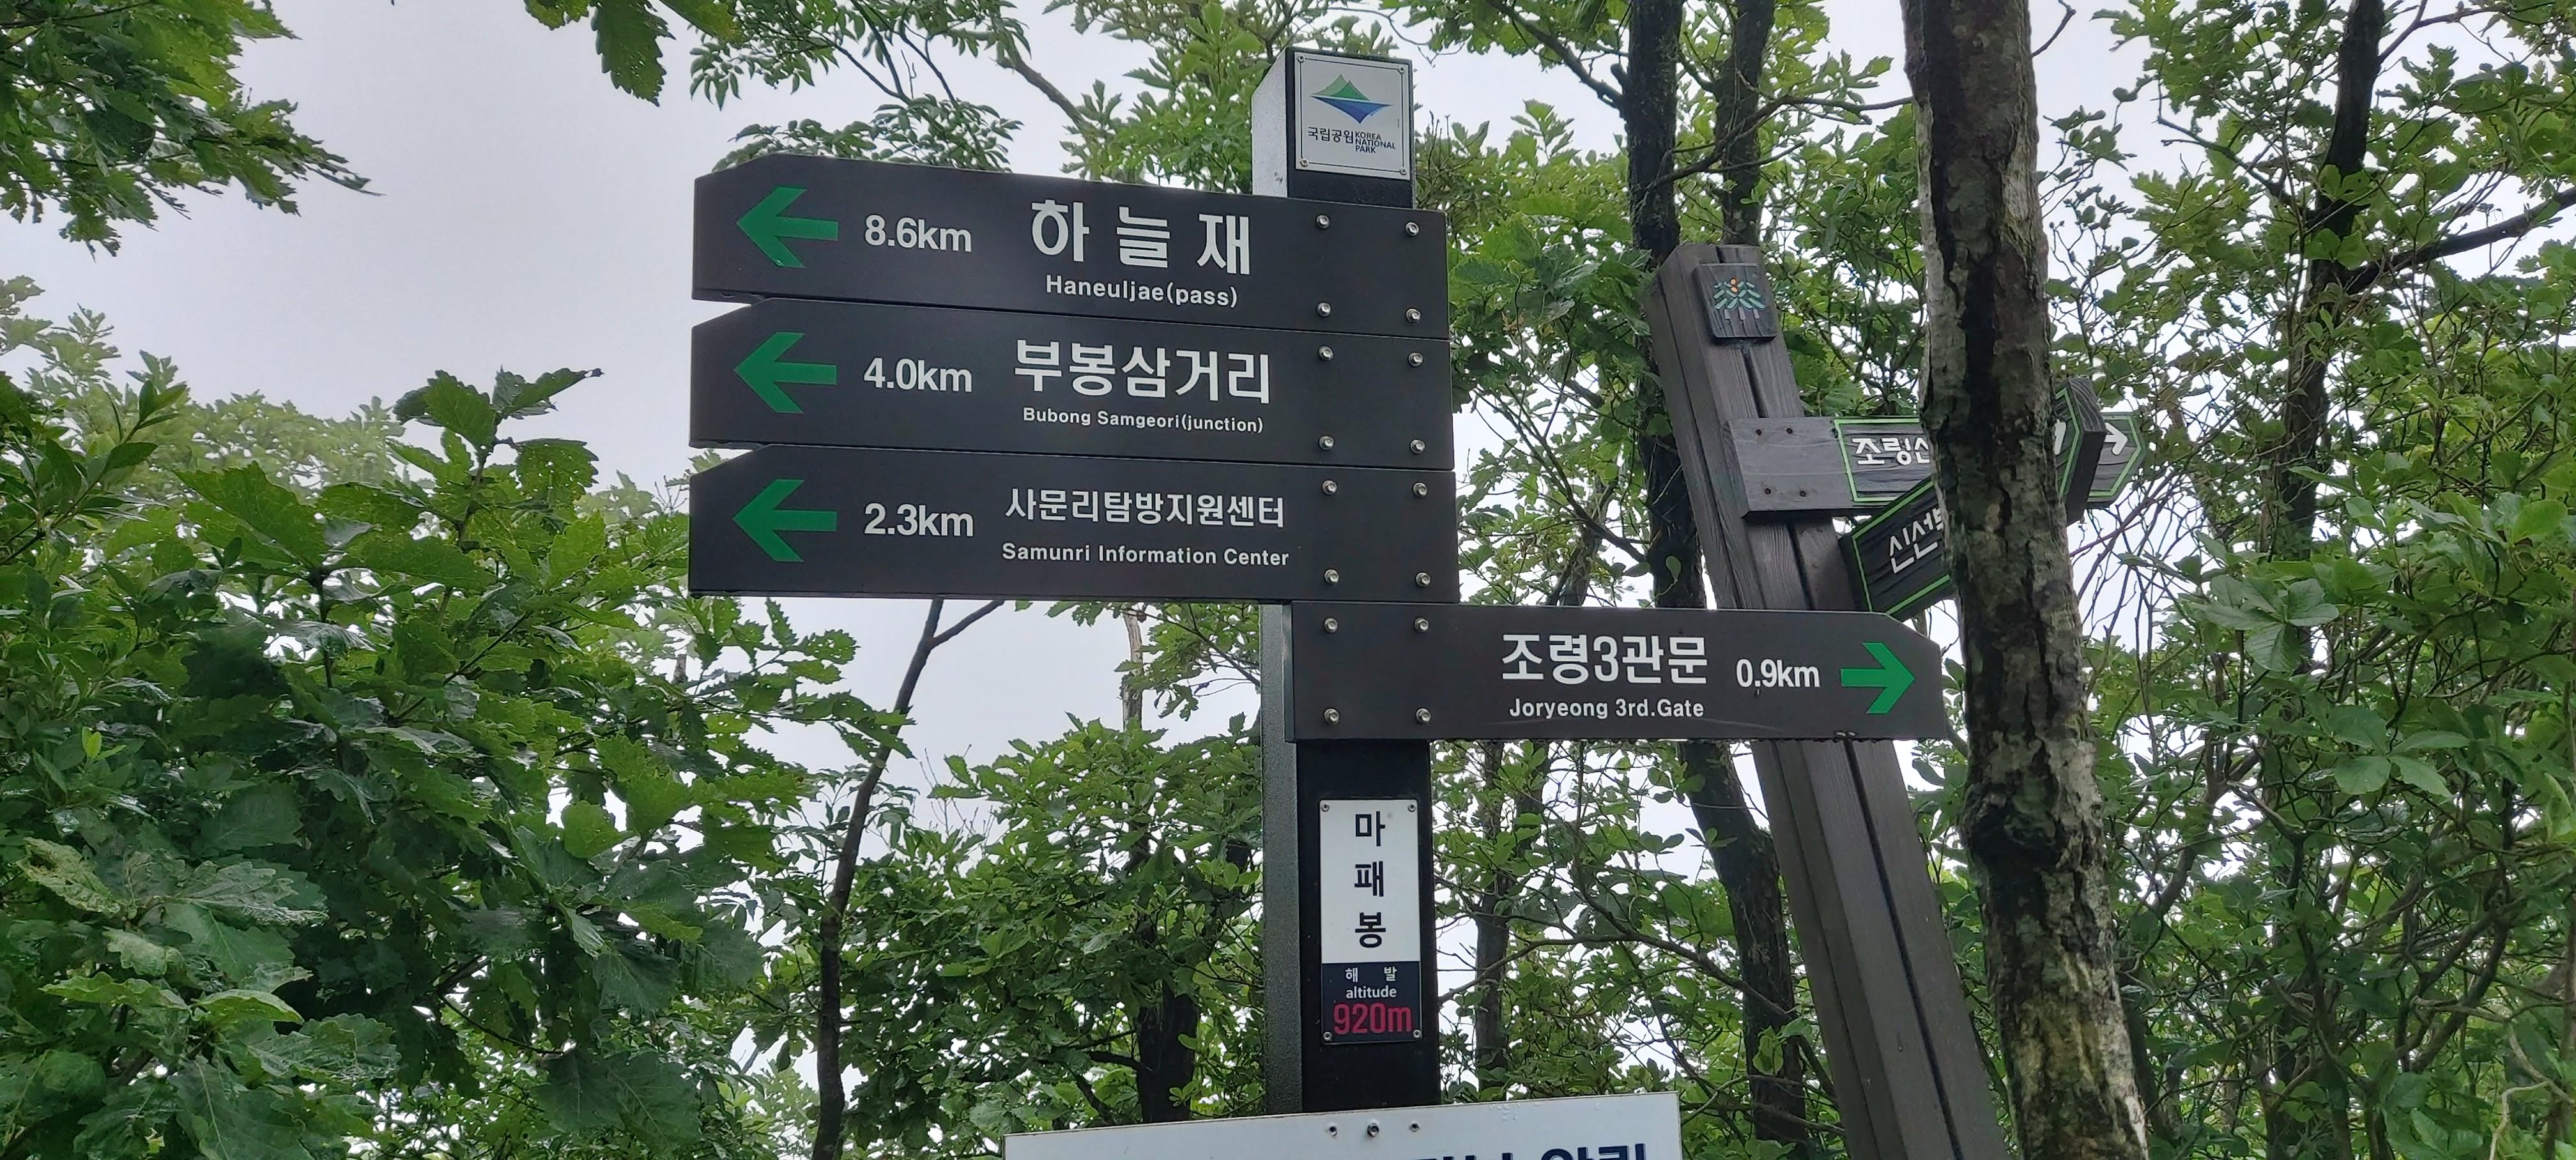 국립공원 KOREA
NATIONAL
PARK
8.6km 하늘재
Haneuljae(pass)
4.0km 부봉삼거리
Bubong Samgeori(junction)
2.3km 사문리탐방지원센터
Samunri Information Center
조령3관문 0.9km
Joryeong 3rd.Gate
마
패
봉
해 발
altitude
920m